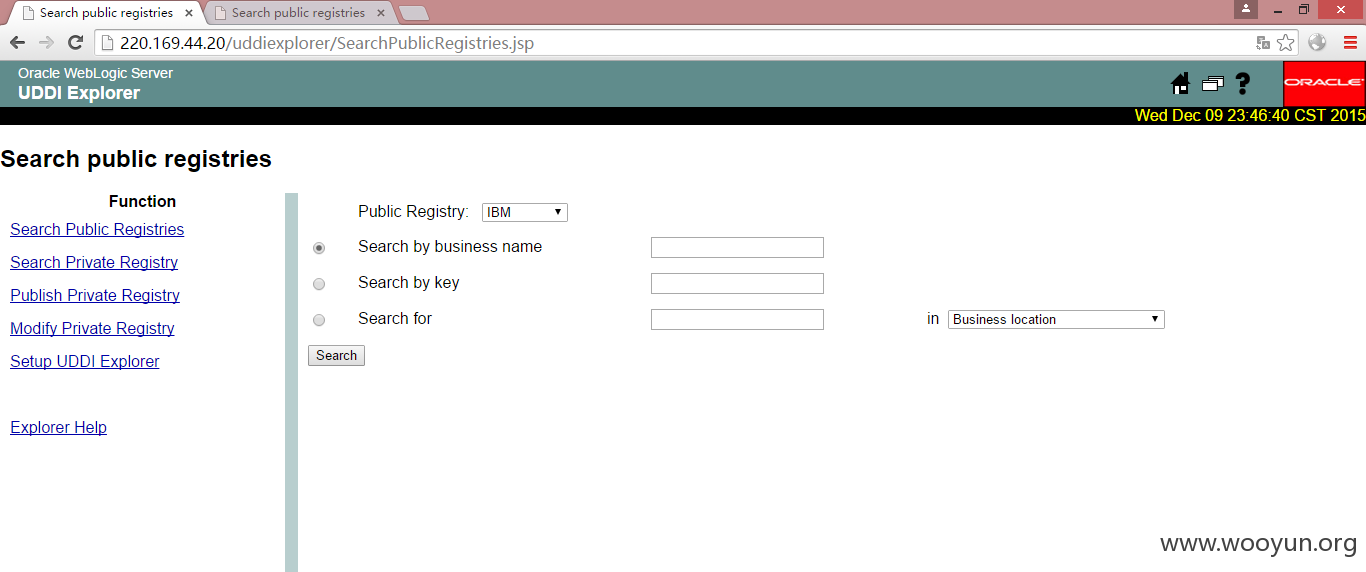 Search public registries
Search public registries
220.169.44.20/uddiexplorer/SearchPublicRegistries.jsp
Oracle WebLogic Server
UDDI Explorer
ORACLE
Wed Dec 09 23:46:40 CST 2015
Search public registries
Function
Search Public Registries
Search Private Registry
Publish Private Registry
Modify Private Registry
Setup UDDI Explorer
Explorer Help
Public Registry: IBM
Search by business name
Search by key
Search for in Business location
Search
www.wooyun.org